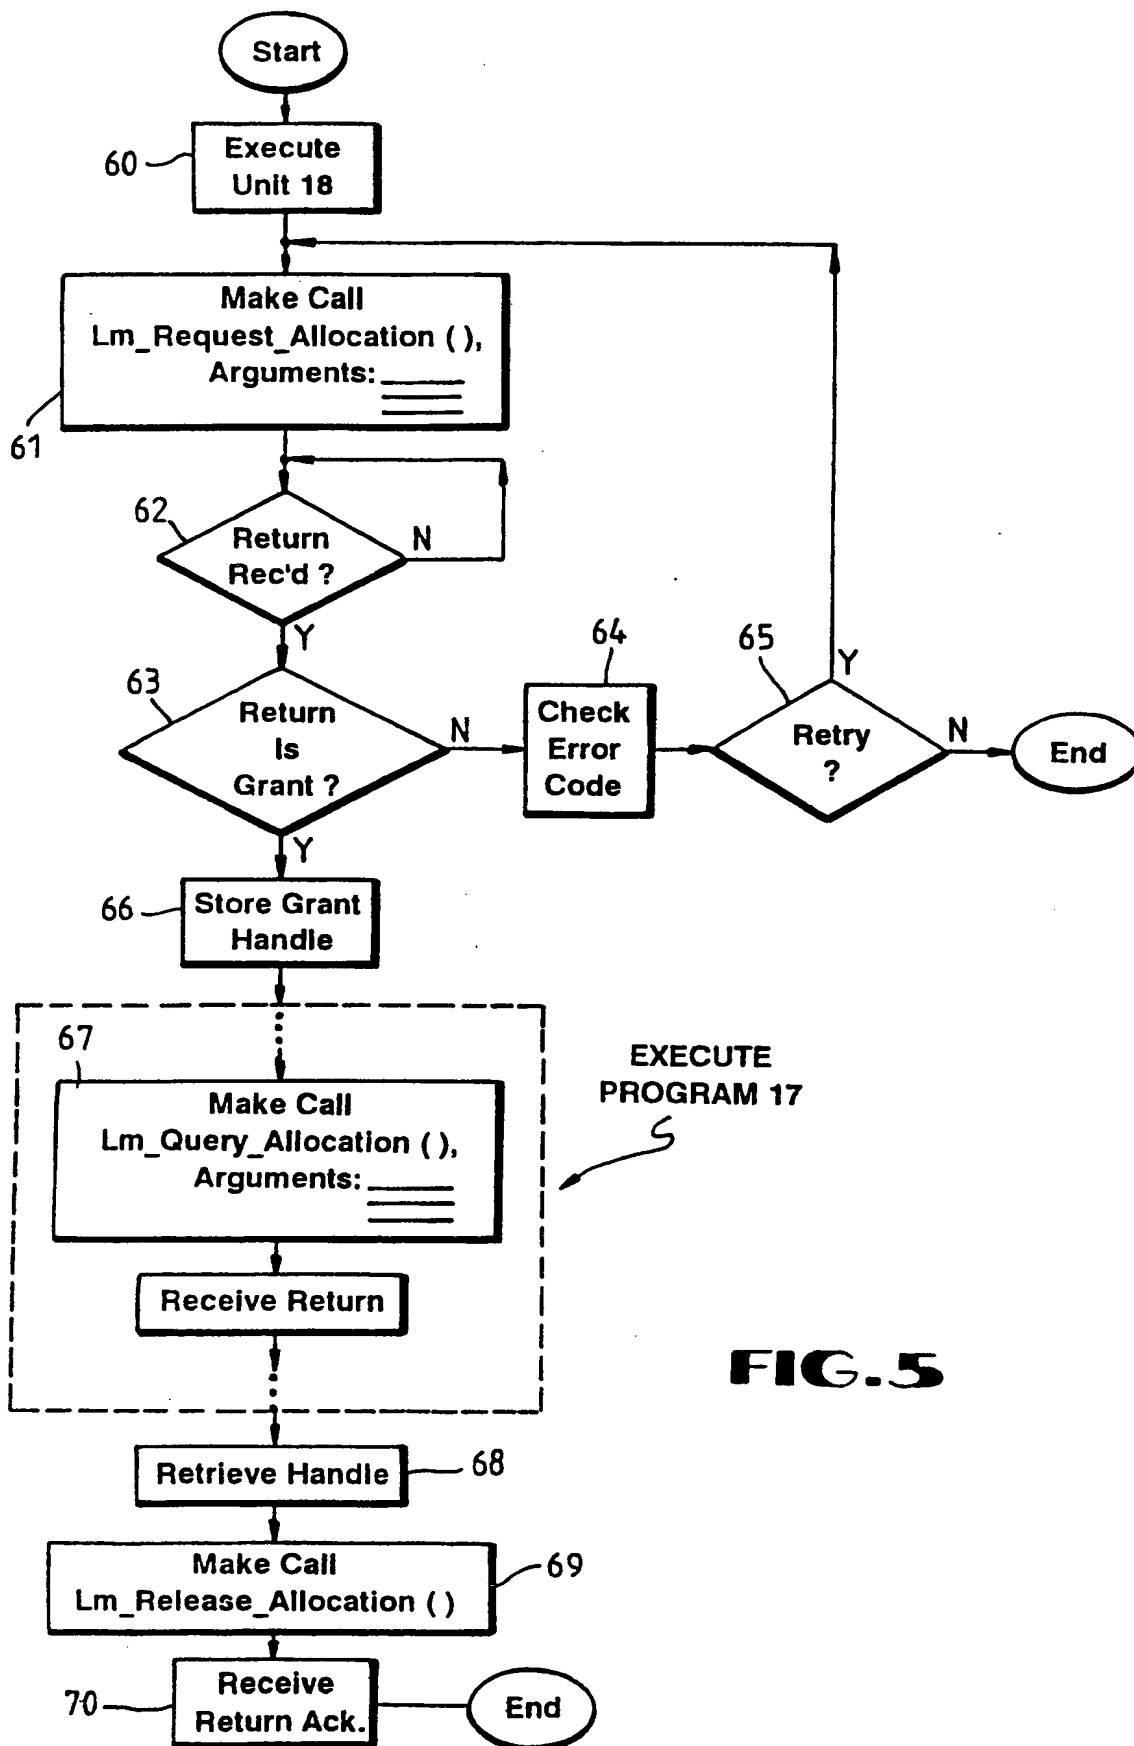 Start
60
Execute
Unit 18
Make Call
Lm_Request_Allocation ( ),
Arguments:
61
62
Return
Rec'd ?
N
Y
63
Return
Is
Grant ?
N
Y
64
Check
Error
Code
65
Retry
?
Y
N
End
66
Store Grant
Handle
67
Make Call
Lm_Query_Allocation ( ),
Arguments:
Receive Return
EXECUTE
PROGRAM 17
FIG.5
Retrieve Handle
68
Make Call
Lm_Release_Allocation ( )
69
70
Receive
Return Ack.
End